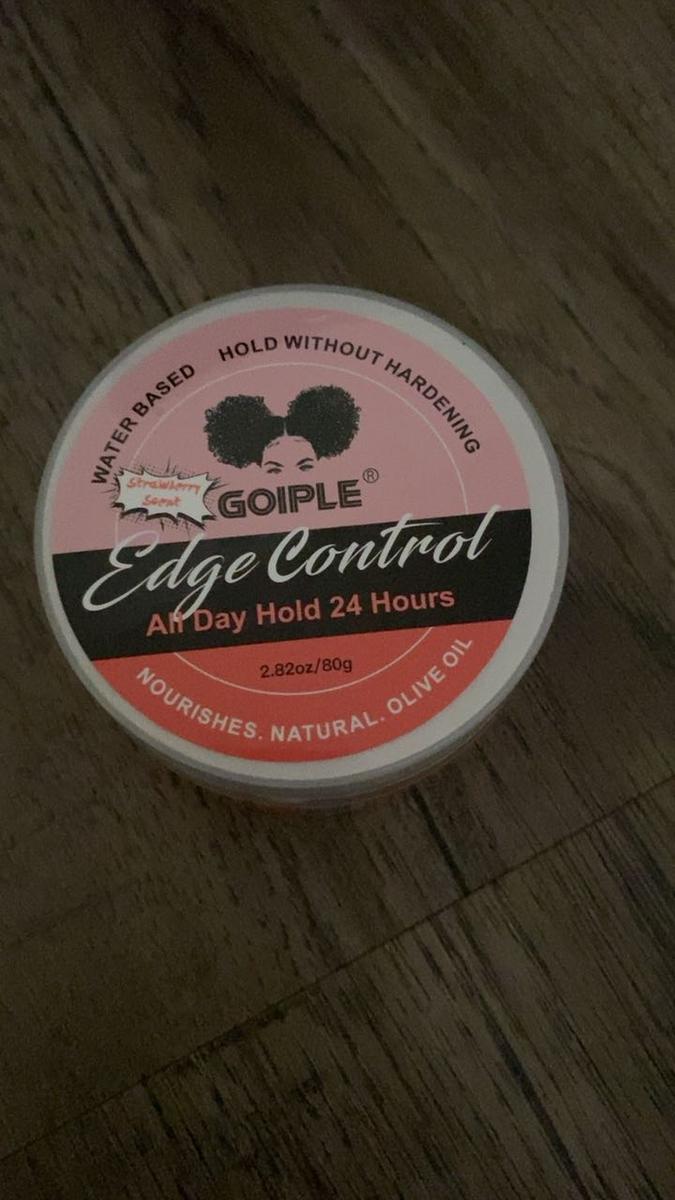 WATER BASED HOLD WITHOUT HARDENING
Strawberry
Scent
GOIPLE®
Edge Control
All Day Hold 24 Hours
2.82oz/80g
NOURISHES. NATURAL. OLIVE OIL